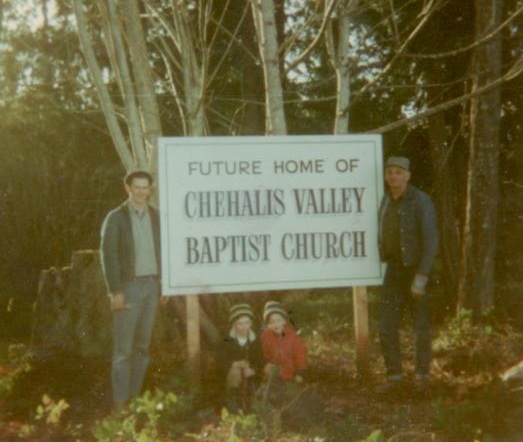 FUTURE HOME OF
CHEHALIS VALLEY
BAPTIST CHURCH